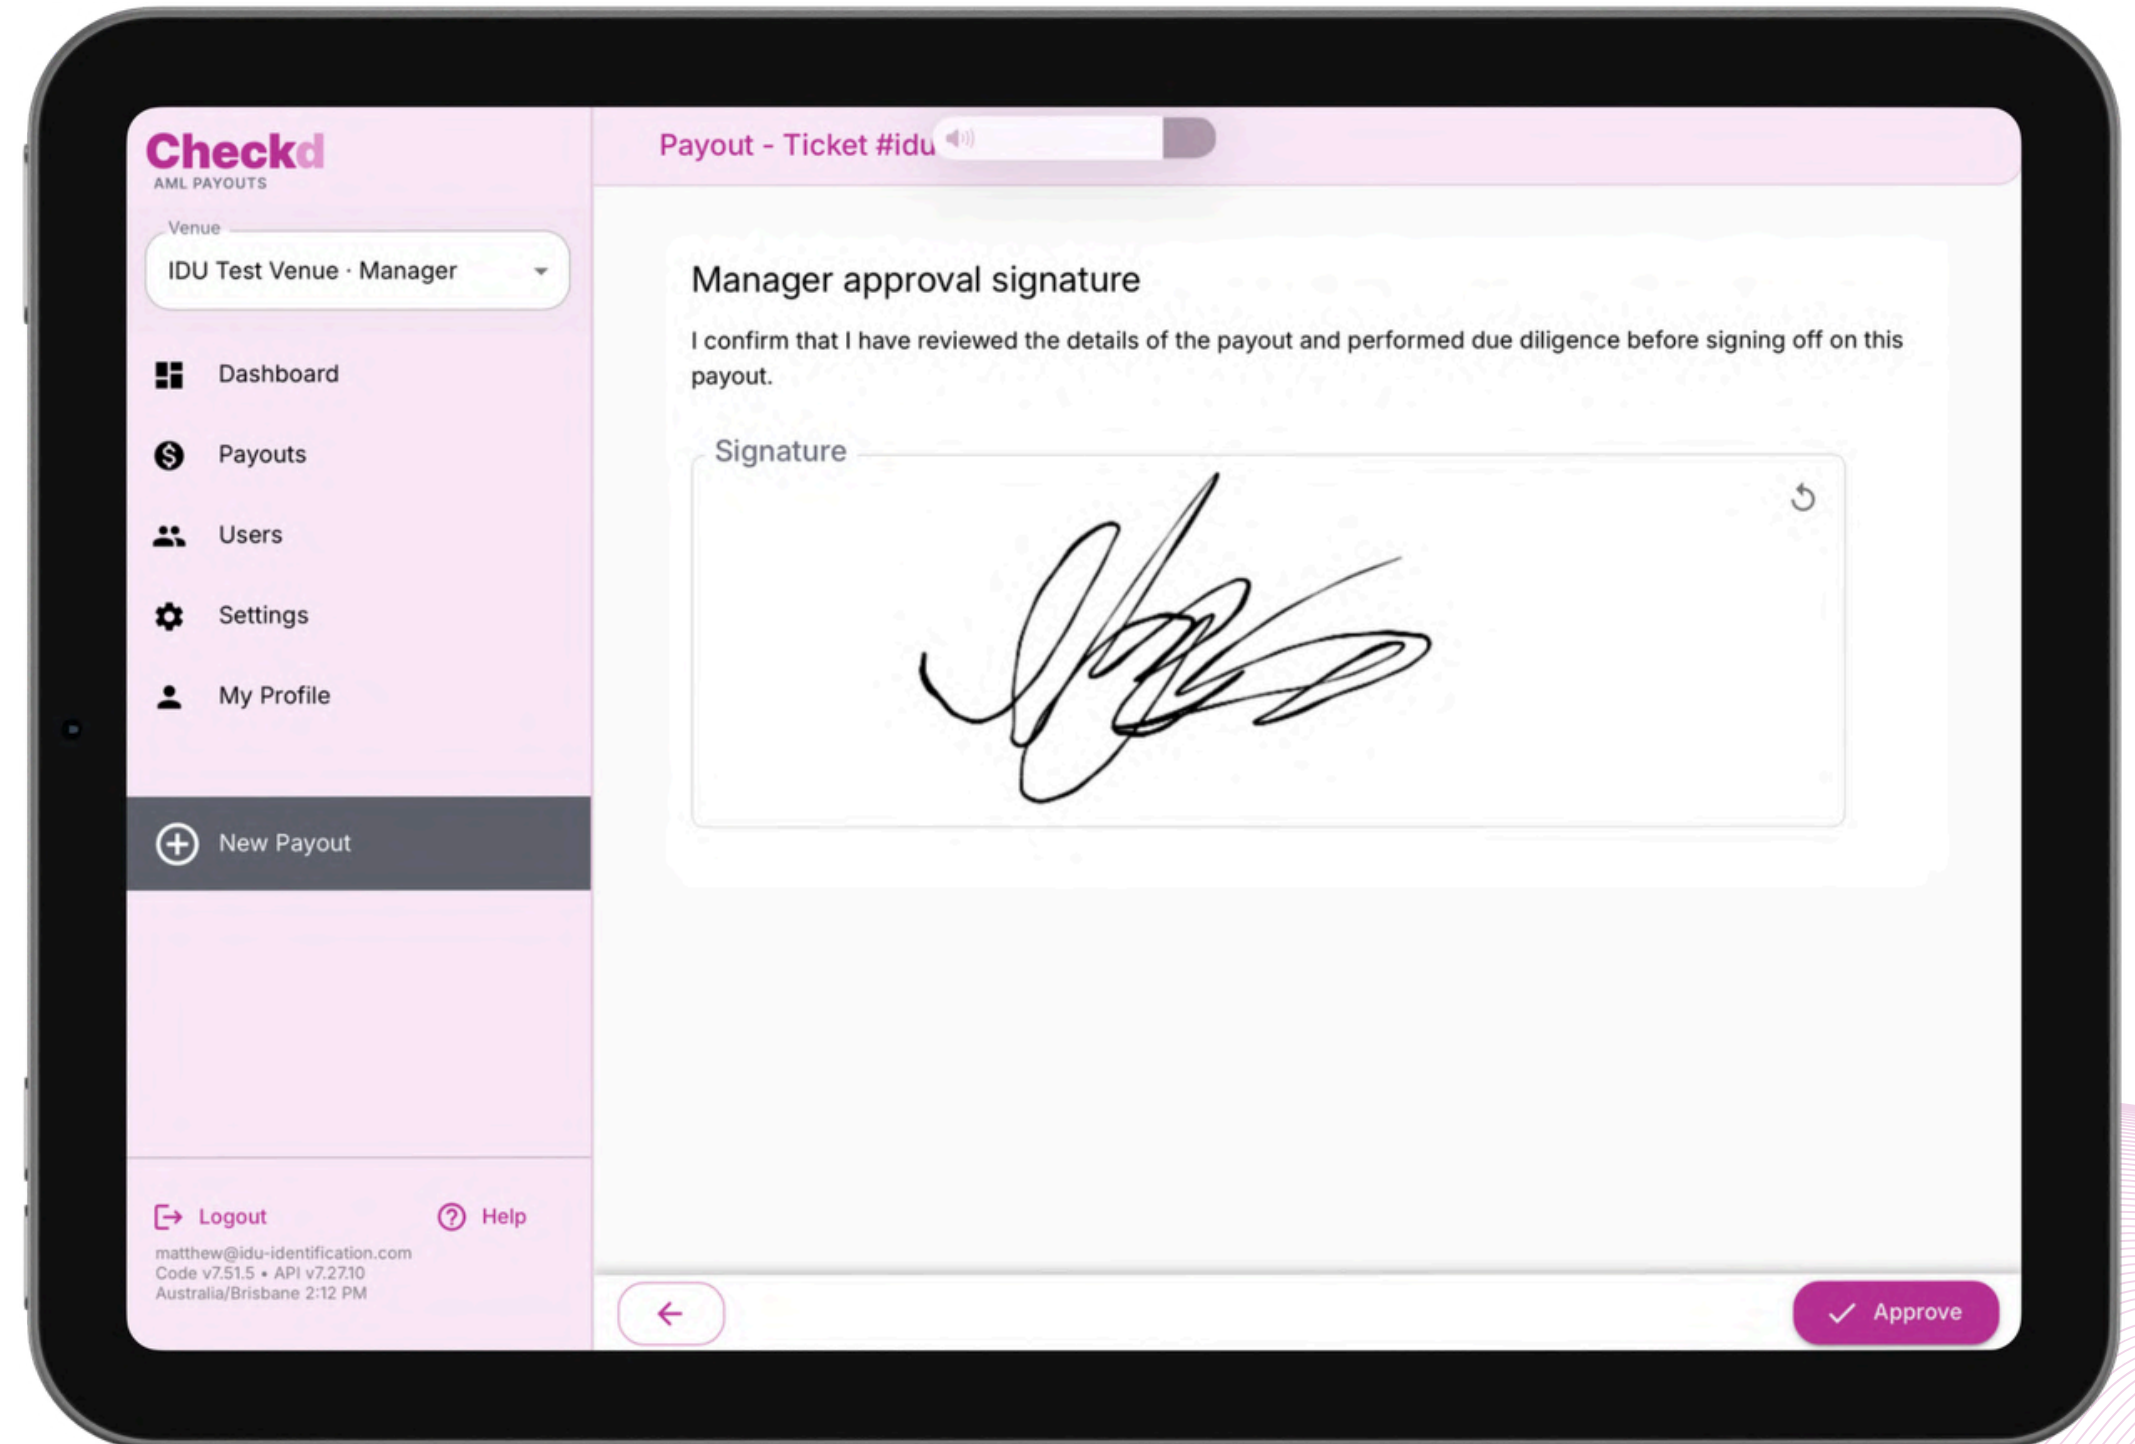 Checkd
AML PAYOUTS
Venue
IDU Test Venue · Manager
Dashboard
Payouts
Users
Settings
My Profile
New Payout
Logout
Help
matthew@idu-identification.com
Code v7.51.5 • API v7.27.10
Australia/Brisbane 2:12 PM
Payout - Ticket #idu
Manager approval signature
I confirm that I have reviewed the details of the payout and performed due diligence before signing off on this
payout.
Signature
Approve